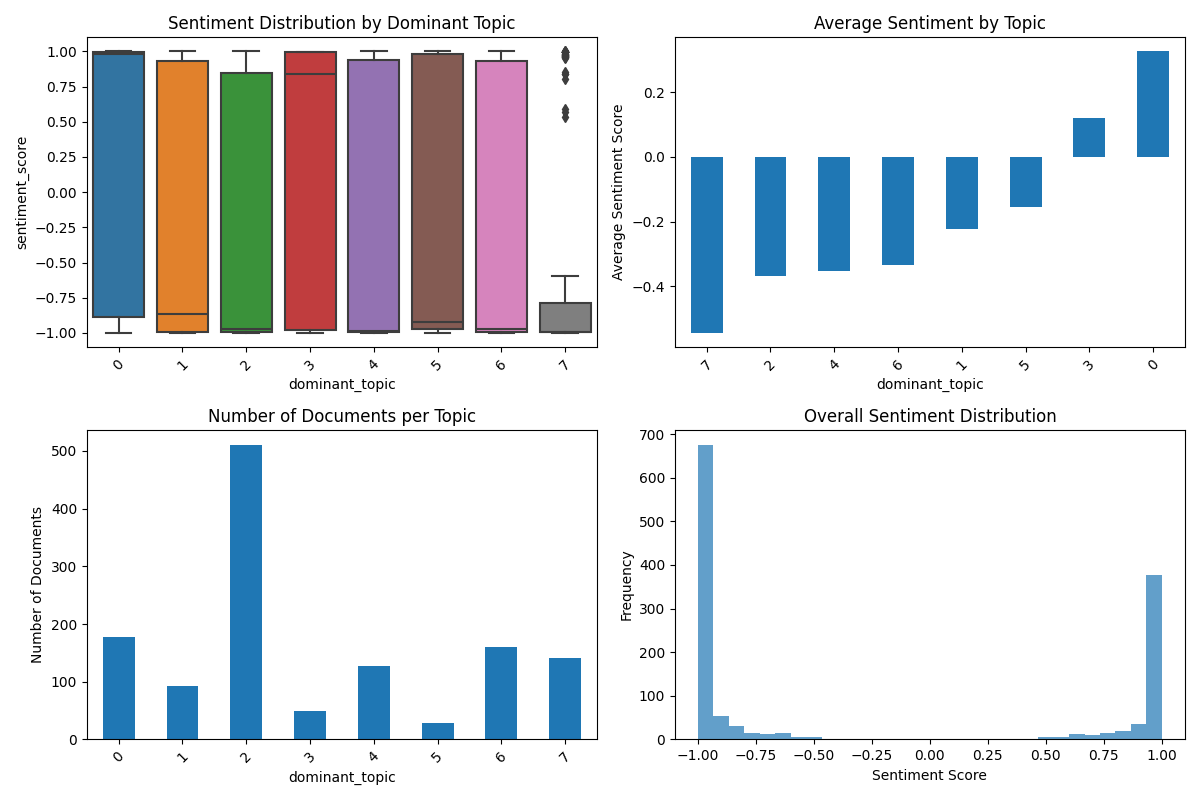 Sentiment Distribution by Dominant Topic
1.00
0.75
0.50
0.25
0.00
−0.25
−0.50
−0.75
−1.00
sentiment_score
0 1 2 3 4 5 6 7
dominant_topic
Average Sentiment by Topic
0.2
0.0
−0.2
−0.4
Average Sentiment Score
7 2 4 6 1 5 3 0
dominant_topic
Number of Documents per Topic
500
400
300
200
100
0
Number of Documents
0 1 2 3 4 5 6 7
dominant_topic
Overall Sentiment Distribution
700
600
500
400
300
200
100
0
Frequency
−1.00 −0.75 −0.50 −0.25 0.00 0.25 0.50 0.75 1.00
Sentiment Score